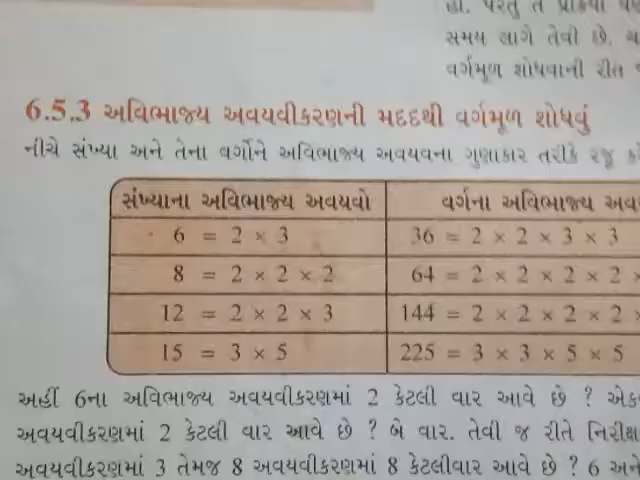 હા. પરંતુ તે પ્રક્રિયા
સમય લાગે તેવી છે.
વર્ગમૂળ શોધવાની રીત
6.5.3 અવિભાજ્ય અવયવીકરણની મદદથી વર્ગમૂળ શોધવું
નીચે સંખ્યા અને તેના વર્ગોને અવિભાજ્ય અવયવના ગુણાકાર તરીકે રજૂ
સંખ્યાના અવિભાજ્ય અવયવો વર્ગના અવિભાજ્ય
6 = 2 × 3 36 = 2 × 2 × 3 × 3
8 = 2 × 2 × 2 64 = 2 × 2 × 2 × 2 ×
12 = 2 × 2 × 3 144 = 2 × 2 × 2 × 2 ×
15 = 3 × 5 225 = 3 × 3 × 5 × 5
અહીં 6ના અવિભાજ્ય અવયવીકરણમાં 2 કેટલી વાર આવે છે ?
અવયવીકરણમાં 2 કેટલી વાર આવે છે ? બે વાર. તેવી જ રીતે
અવયવીકરણમાં 3 તેમજ 8 અવયવીકરણમાં 8 કેટલીવાર આવે છે ? 6 અને